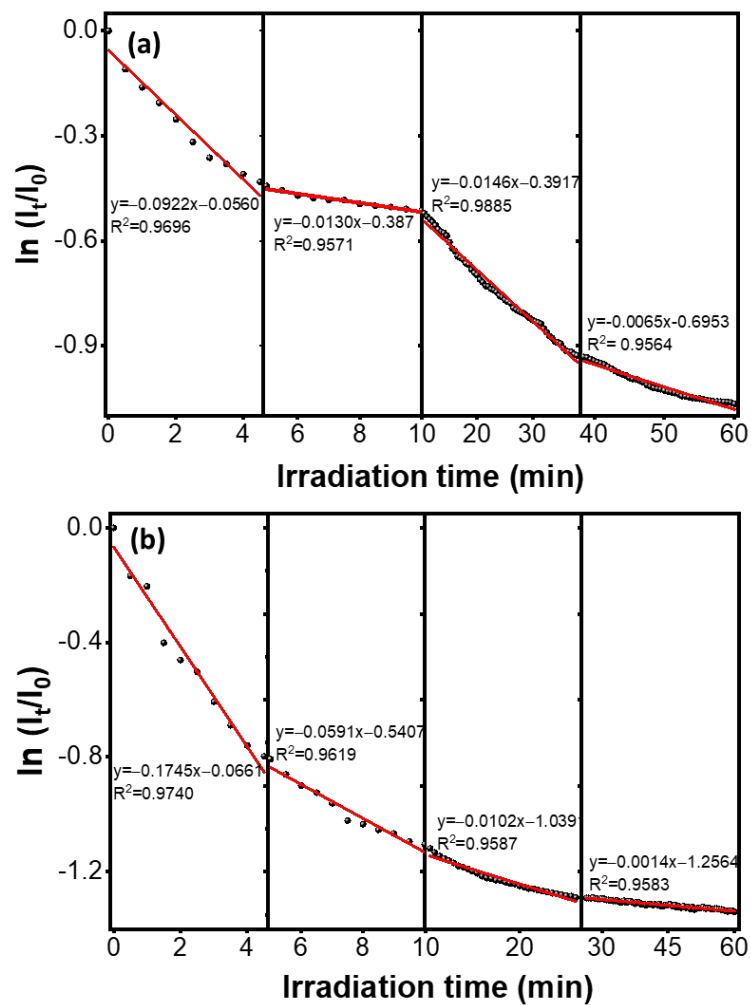 (a)
0.0
-0.3
-0.6
-0.9
ln (It/I0)
y=−0.0922x−0.0560
R2=0.9696
y=−0.0130x−0.387
R2=0.9571
y=−0.0146x−0.3917
R2=0.9885
y=-0.0065x-0.6953
R2= 0.9564
0 2 4 6 8 10 20 30 40 50 60
Irradiation time (min)
(b)
0.0
-0.4
-0.8
-1.2
ln (It/I0)
y=−0.1745x−0.0661
R2=0.9740
y=−0.0591x−0.5407
R2=0.9619
y=−0.0102x−1.0391
R2=0.9587
y=−0.0014x−1.2564
R2=0.9583
0 2 4 6 8 10 20 30 40 50 60
Irradiation time (min)